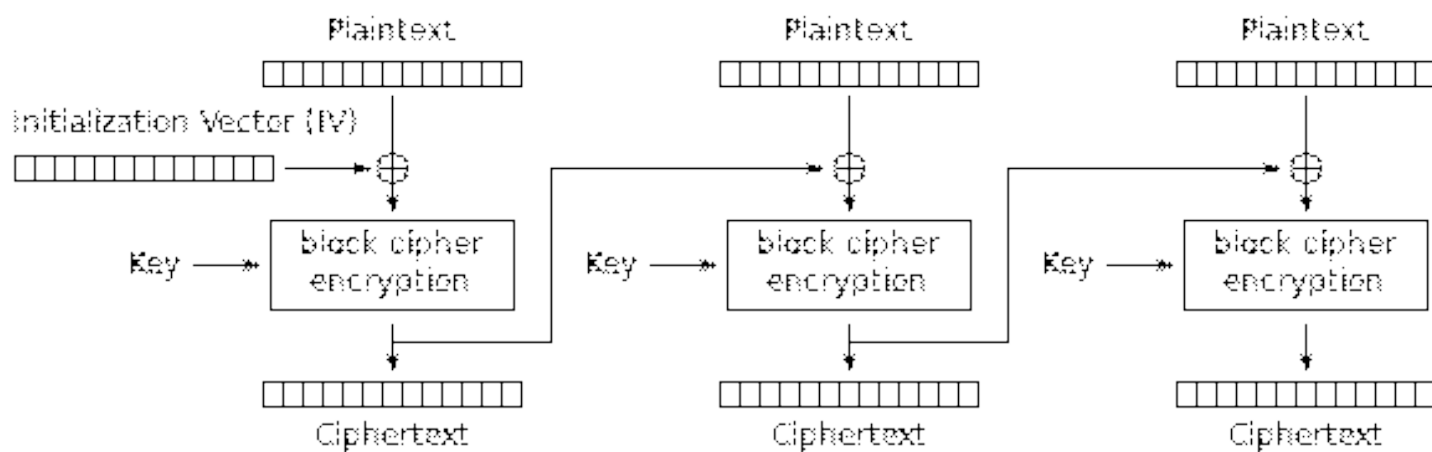 Plaintext
Plaintext
Plaintext
Initialization Vector (IV)
Key
block cipher
encryption
Key
block cipher
encryption
Key
block cipher
encryption
Ciphertext
Ciphertext
Ciphertext